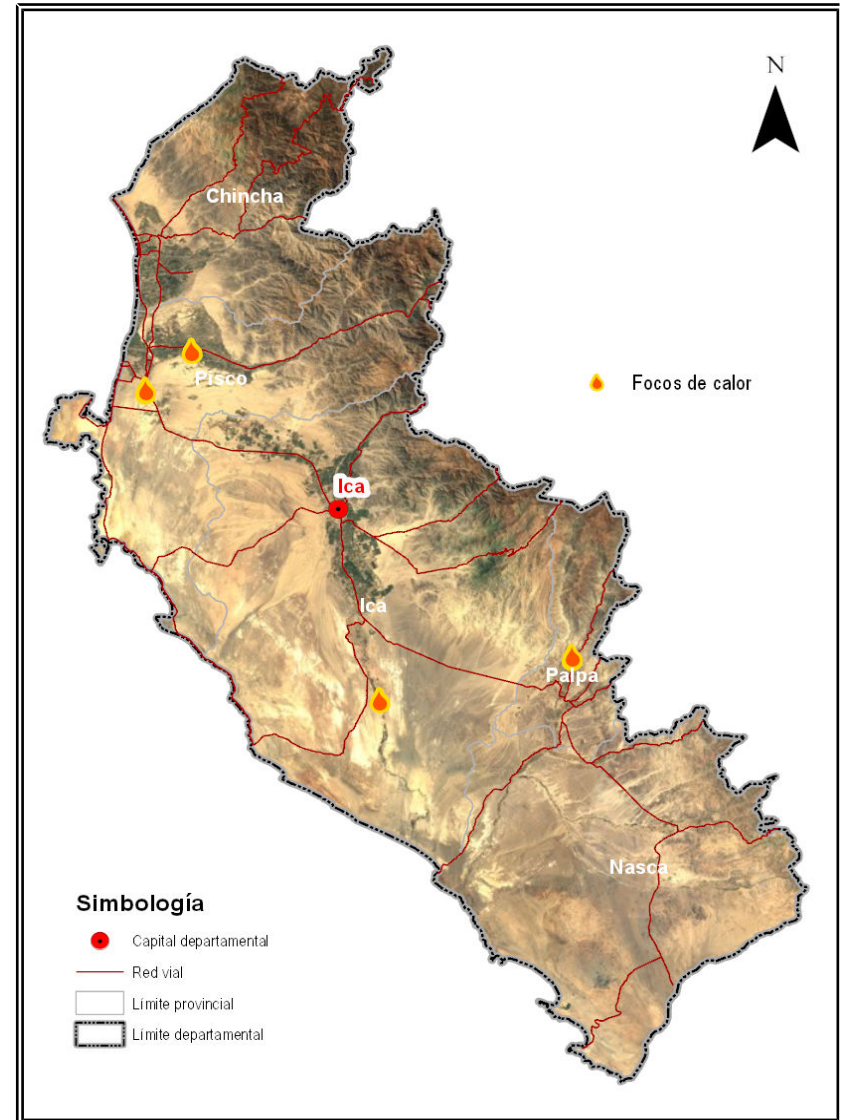 N
Chincha
Pisco
Focos de calor
Ica
Ica
Palpa
Nasca
Simbología
Capital departamental
Red vial
Límite provincial
Límite departamental